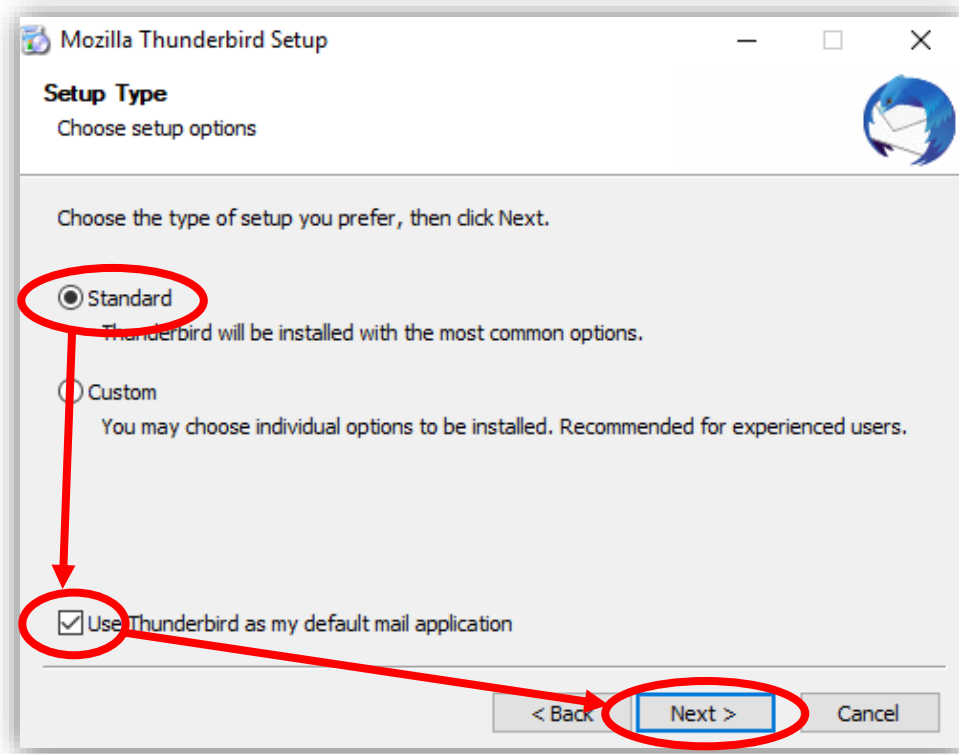 Mozilla Thunderbird Setup
Setup Type
Choose setup options
Choose the type of setup you prefer, then click Next.
Standard
Thunderbird will be installed with the most common options.
Custom
You may choose individual options to be installed. Recommended for experienced users.
Use Thunderbird as my default mail application
< Back Next > Cancel